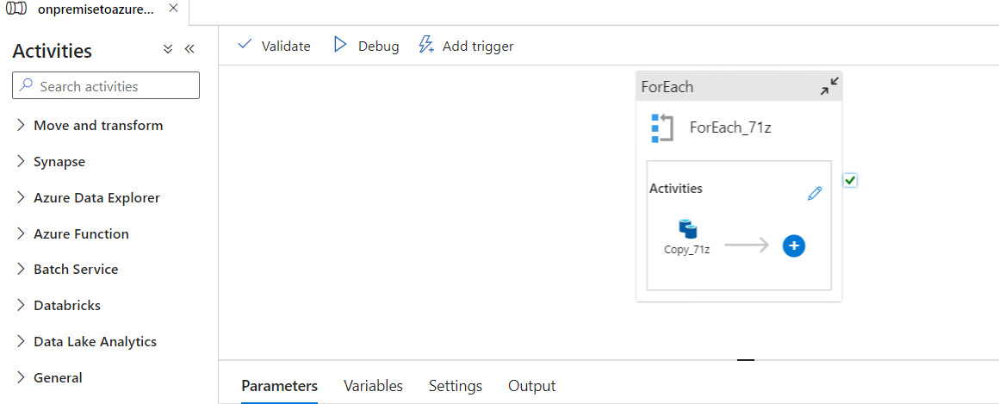 onpremisetoazure...
Activities
Validate Debug Add trigger
Search activities
Move and transform
Synapse
Azure Data Explorer
Azure Function
Batch Service
Databricks
Data Lake Analytics
General
ForEach
ForEach_71z
Activities
Copy_71z
Parameters Variables Settings Output